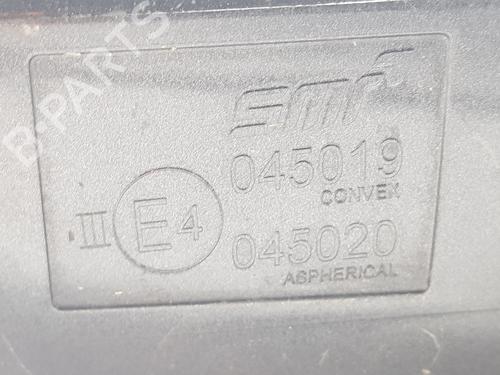 B-PARTS
smr
045019
CONVEX
III E4
045020
ASPHERICAL